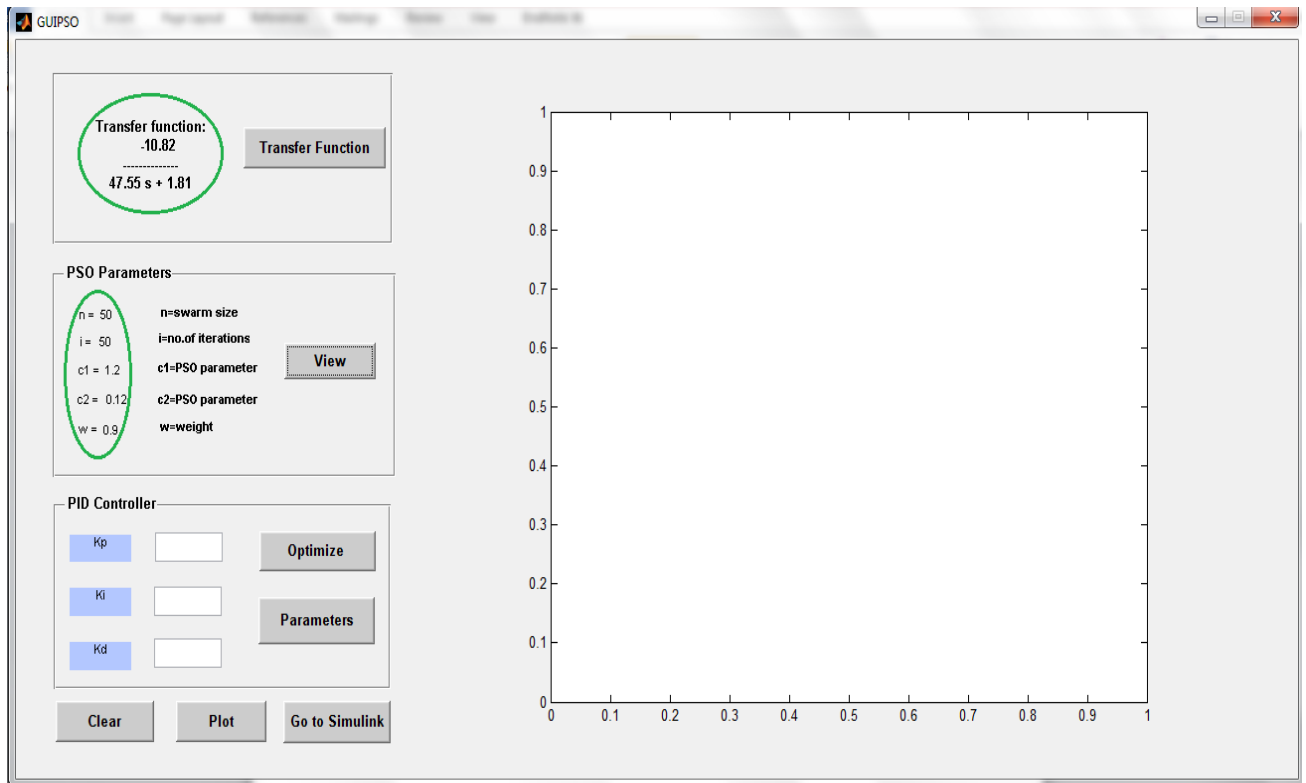 GUIPSO
Transfer function:
-10.82
--------------
47.55 s + 1.81
Transfer Function
PSO Parameters
n = 50 n=swarm size
i = 50 i=no.of iterations
c1 = 1.2 c1=PSO parameter
c2 = 0.12 c2=PSO parameter
w = 0.9 w=weight
View
PID Controller
Kp
Ki
Kd
Optimize
Parameters
Clear Plot Go to Simulink
1
0.9
0.8
0.7
0.6
0.5
0.4
0.3
0.2
0.1
0
0 0.1 0.2 0.3 0.4 0.5 0.6 0.7 0.8 0.9 1